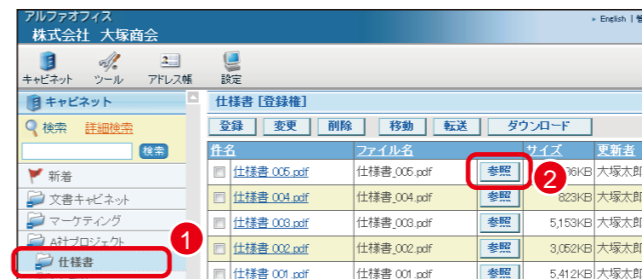 アルファオフィス
株式会社 大塚商会
» English |
キャビネット ツール アドレス帳 設定
キャビネット
検索 詳細検索
検索
新着
文書キャビネット
マーケティング
A社プロジェクト
1
仕様書
仕様書 [登録権]
登録 変更 削除 移動 転送 ダウンロード
件名 ファイル名 サイズ 更新者
仕様書 005.pdf 仕様書_005.pdf 参照 2 36KB 大塚太郎
仕様書 004.pdf 仕様書_004.pdf 参照 823KB 大塚太郎
仕様書 003.pdf 仕様書_003.pdf 参照 5,153KB 大塚太郎
仕様書 002.pdf 仕様書_002.pdf 参照 3,052KB 大塚太郎
仕様書 001.pdf 仕様書_001.pdf 参照 5,412KB 大塚太郎